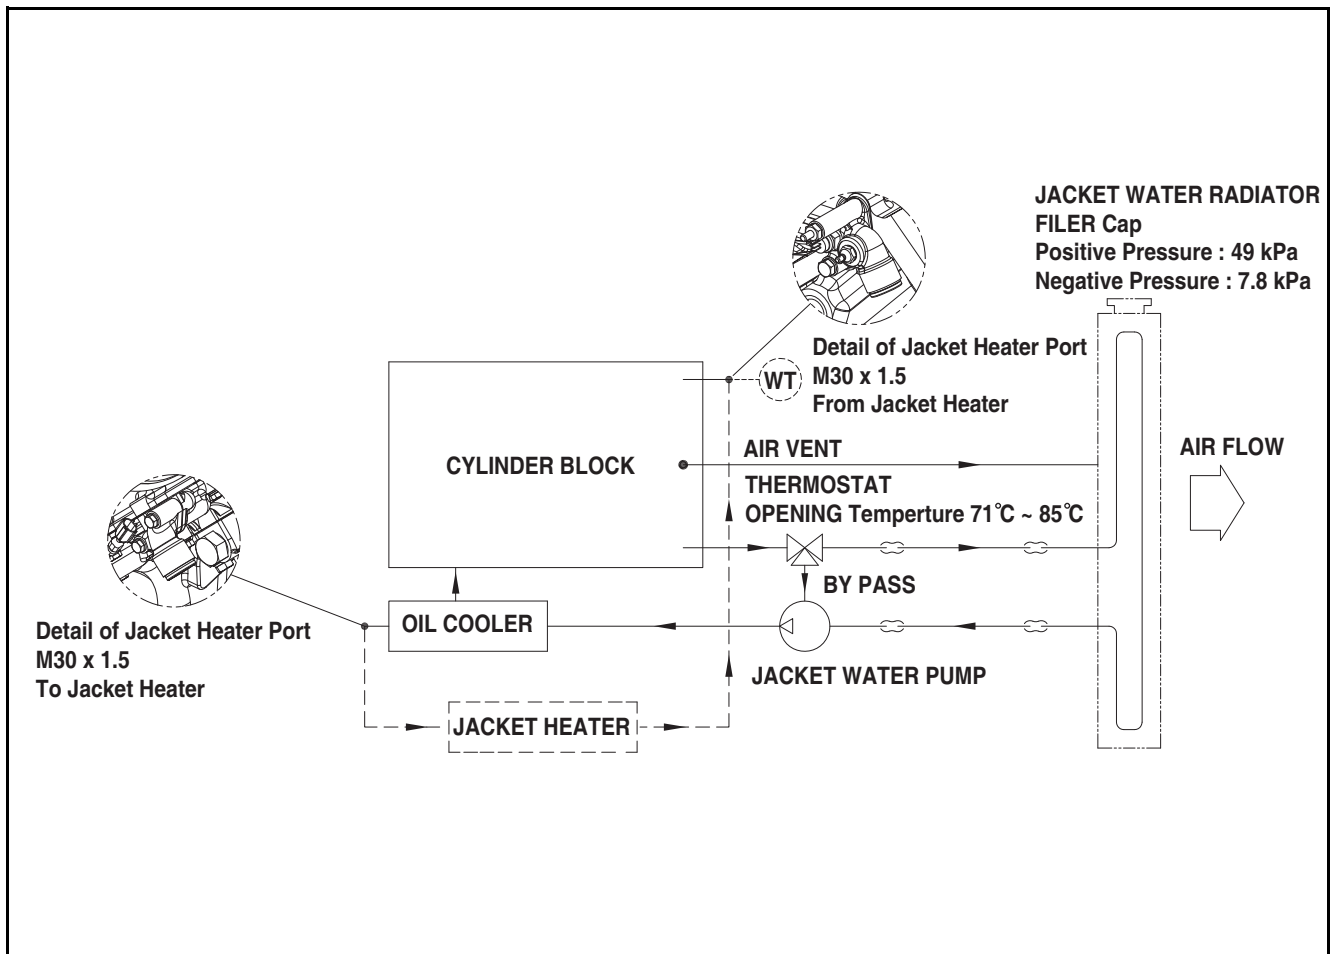 JACKET WATER RADIATOR
FILER Cap
Positive Pressure : 49 kPa
Negative Pressure : 7.8 kPa
Detail of Jacket Heater Port
M30 x 1.5
From Jacket Heater
WT
CYLINDER BLOCK
AIR VENT
AIR FLOW
THERMOSTAT
OPENING Temperture 71℃ ~ 85℃
BY PASS
OIL COOLER
Detail of Jacket Heater Port
M30 x 1.5
To Jacket Heater
JACKET WATER PUMP
JACKET HEATER